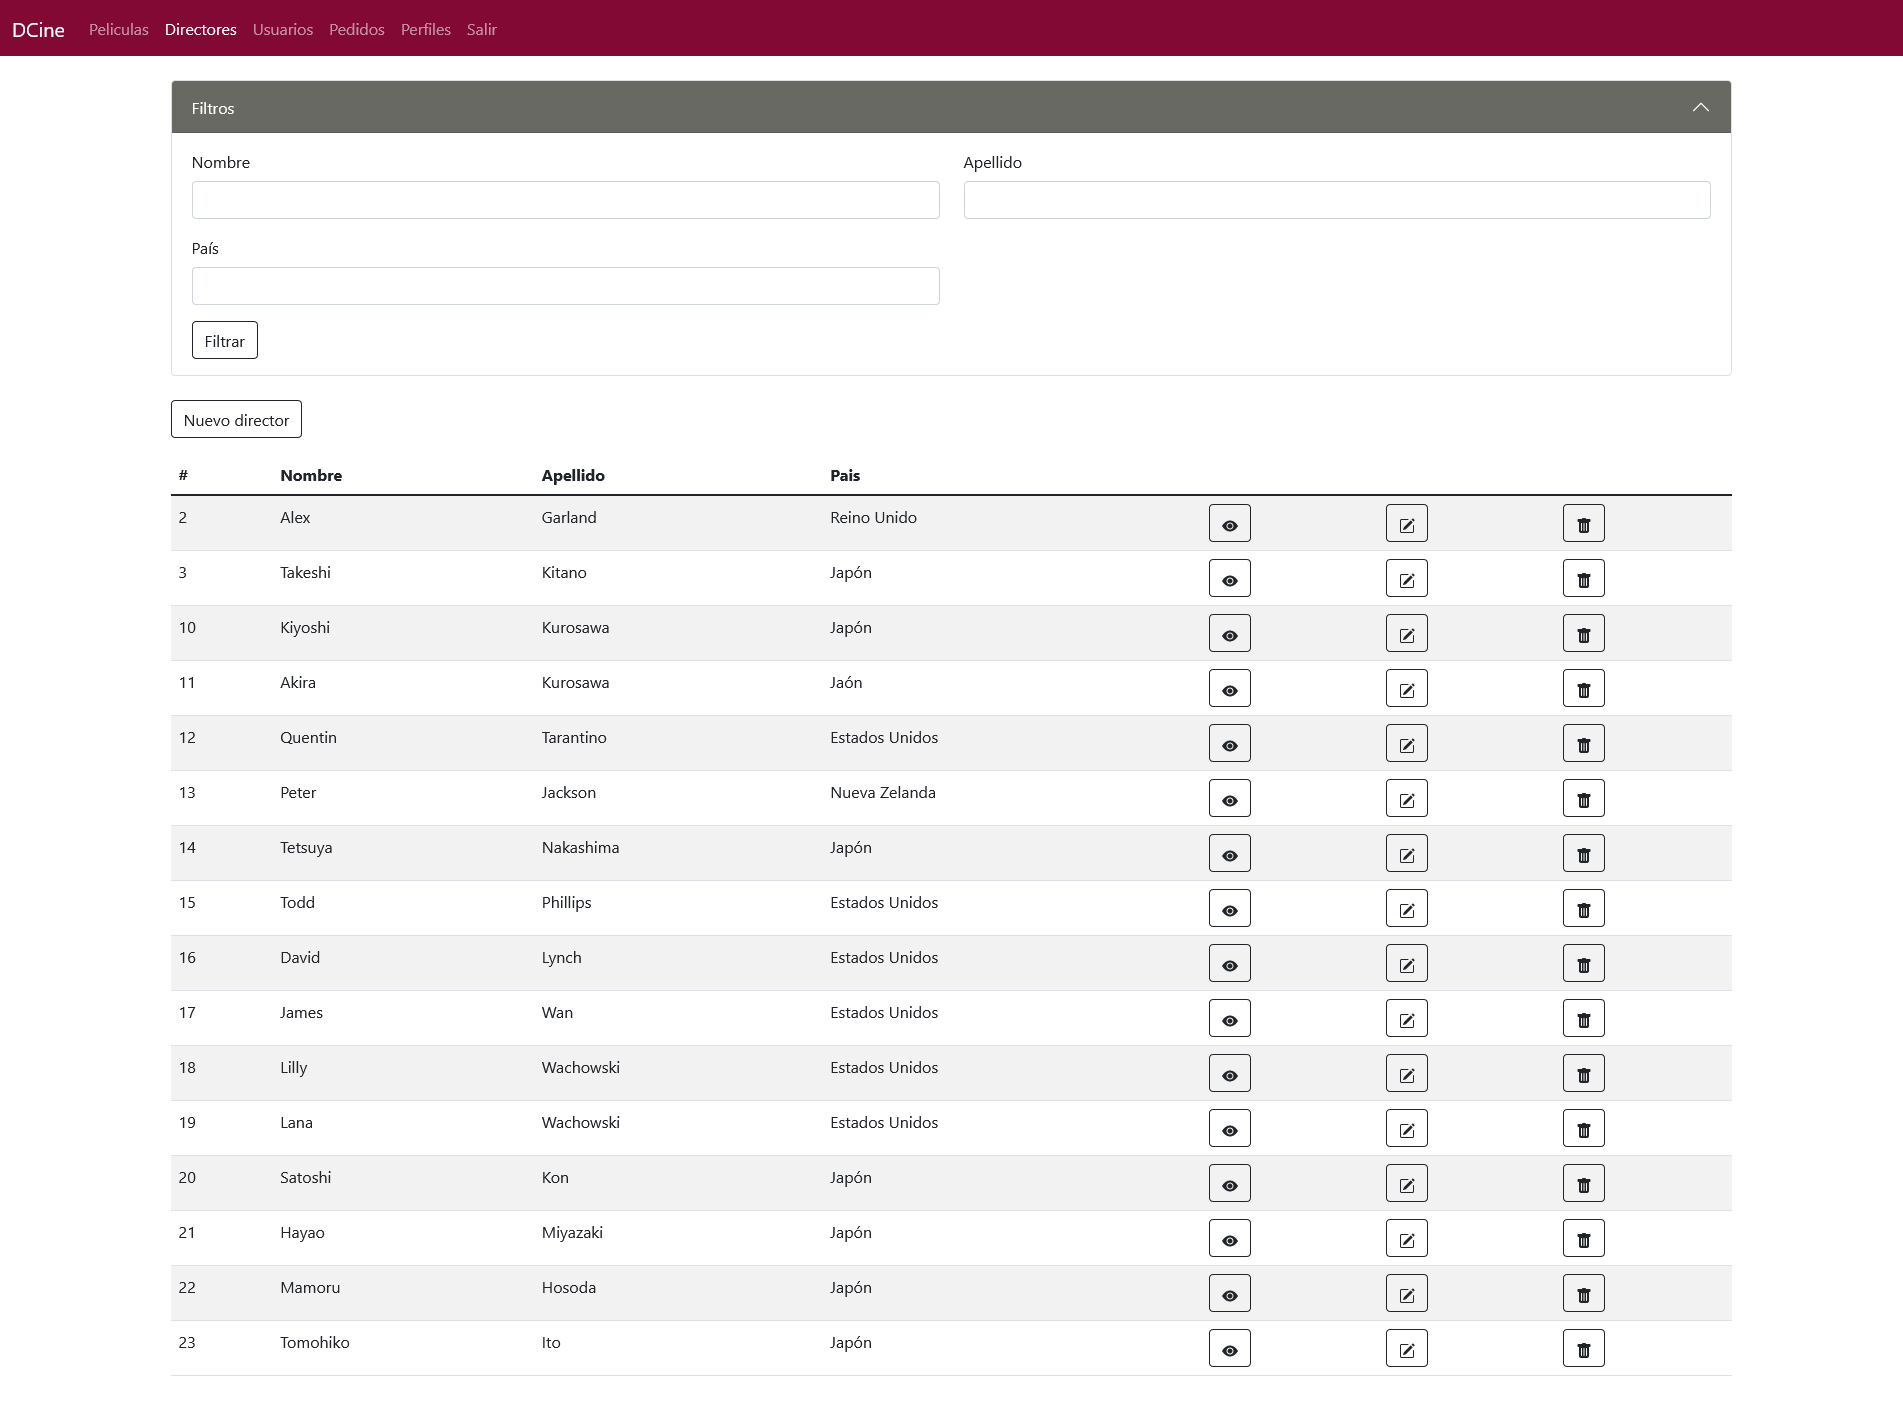 DCine Peliculas Directores Usuarios Pedidos Perfiles Salir
Filtros
Nombre Apellido
País
Filtrar
Nuevo director
# Nombre Apellido Pais
2 Alex Garland Reino Unido
3 Takeshi Kitano Japón
10 Kiyoshi Kurosawa Japón
11 Akira Kurosawa Jaón
12 Quentin Tarantino Estados Unidos
13 Peter Jackson Nueva Zelanda
14 Tetsuya Nakashima Japón
15 Todd Phillips Estados Unidos
16 David Lynch Estados Unidos
17 James Wan Estados Unidos
18 Lilly Wachowski Estados Unidos
19 Lana Wachowski Estados Unidos
20 Satoshi Kon Japón
21 Hayao Miyazaki Japón
22 Mamoru Hosoda Japón
23 Tomohiko Ito Japón